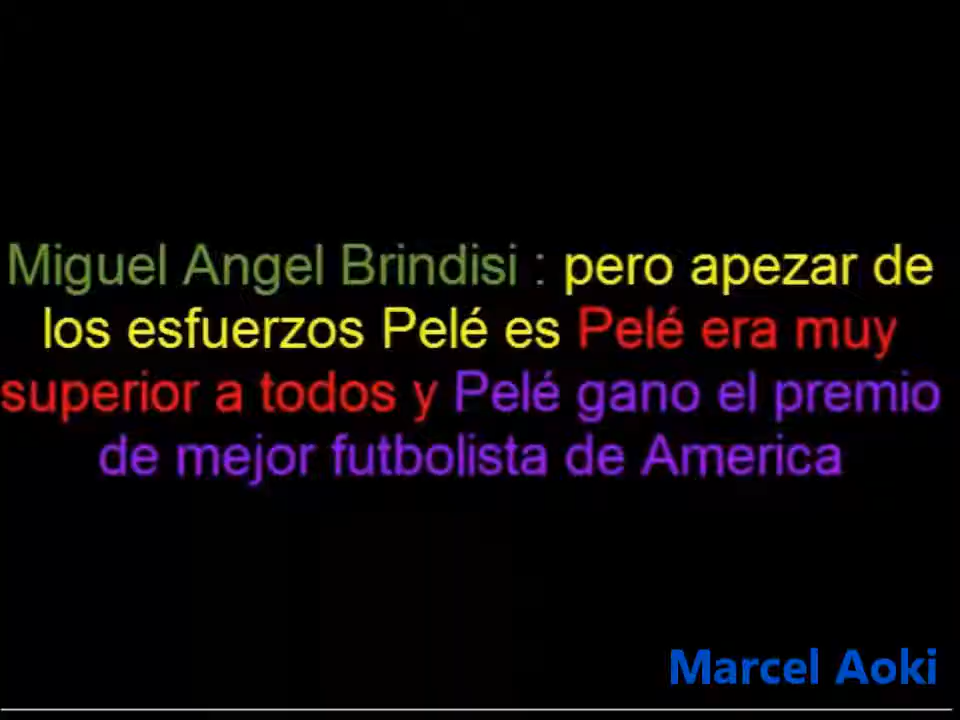 Miguel Angel Brindisi : pero apezar de
los esfuerzos Pelé es Pelé era muy
superior a todos y Pelé gano el premio
de mejor futbolista de America
Marcel Aoki